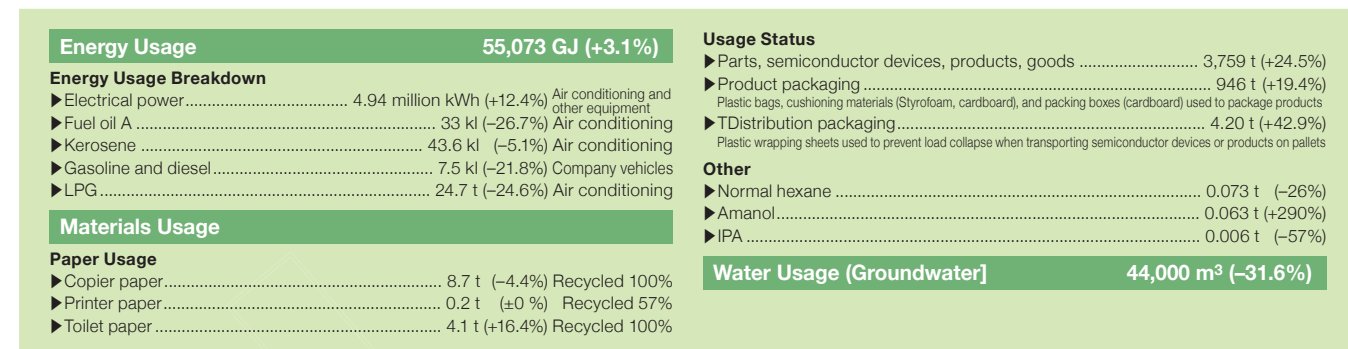 Energy Usage 55,073 GJ (+3.1%)
Energy Usage Breakdown
▶Electrical power.......... 4.94 million kWh (+12.4%) Air conditioning and other equipment
▶Fuel oil A .......... 33 kl (–26.7%) Air conditioning
▶Kerosene .......... 43.6 kl (–5.1%) Air conditioning
▶Gasoline and diesel.......... 7.5 kl (–21.8%) Company vehicles
▶LPG.......... 24.7 t (–24.6%) Air conditioning
Materials Usage
Paper Usage
▶Copier paper.......... 8.7 t (–4.4%) Recycled 100%
▶Printer paper.......... 0.2 t (±0 %) Recycled 57%
▶Toilet paper .......... 4.1 t (+16.4%) Recycled 100%
Usage Status
▶Parts, semiconductor devices, products, goods .......... 3,759 t (+24.5%)
▶Product packaging .......... 946 t (+19.4%)
Plastic bags, cushioning materials (Styrofoam, cardboard), and packing boxes (cardboard) used to package products
▶TDistribution packaging.......... 4.20 t (+42.9%)
Plastic wrapping sheets used to prevent load collapse when transporting semiconductor devices or products on pallets
Other
▶Normal hexane .......... 0.073 t (–26%)
▶Amanol.......... 0.063 t (+290%)
▶IPA .......... 0.006 t (–57%)
Water Usage (Groundwater] 44,000 m³ (–31.6%)